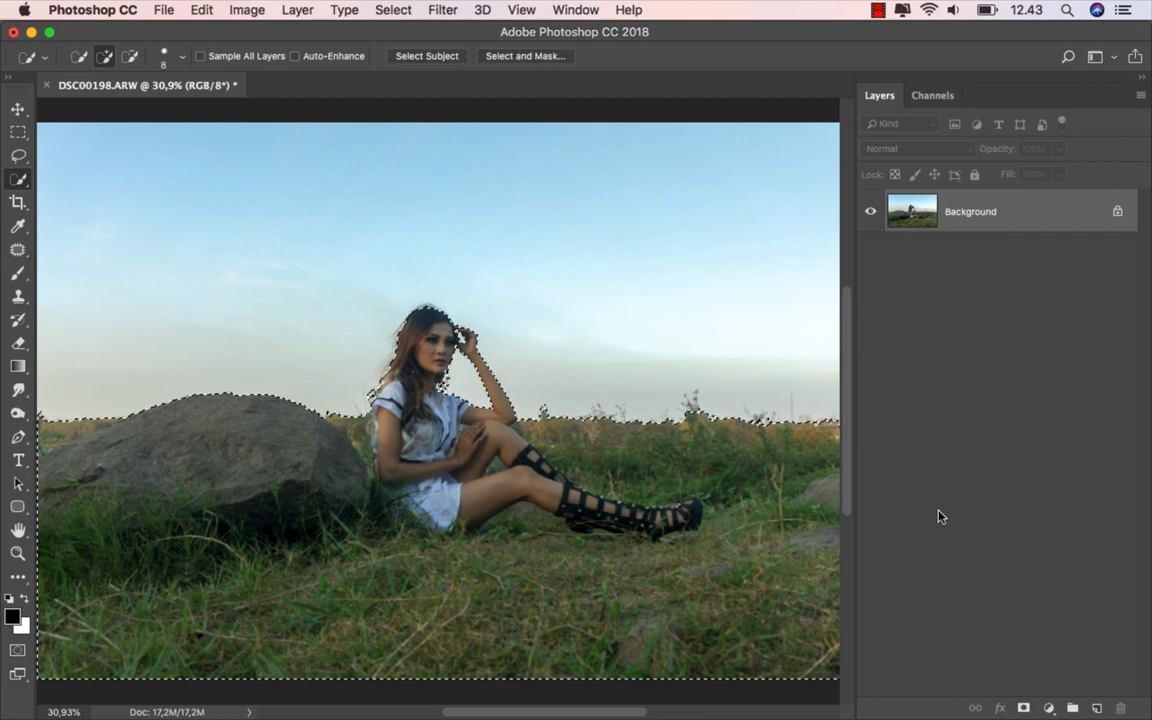 Photoshop CC File Edit Image Layer Type Select Filter 3D View Window Help 12.43
Adobe Photoshop CC 2018
8 Sample All Layers Auto-Enhance Select Subject Select and Mask...
DSC00198.ARW @ 30,9% (RGB/8*) *
Layers Channels
Kind
Normal Opacity: 100%
Lock: Fill: 100%
Background
30,93% Doc: 17,2M/17,2M